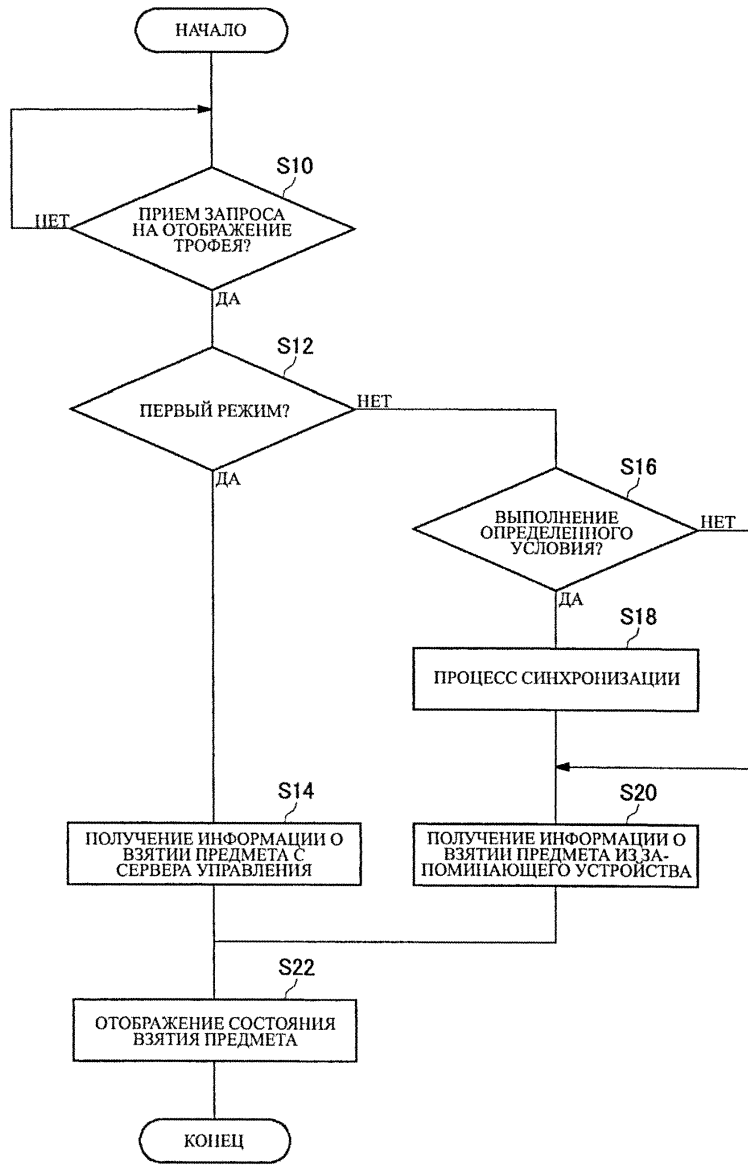 НАЧАЛО
S10
ПРИЕМ ЗАПРОСА
НА ОТОБРАЖЕНИЕ
ТРОФЕЯ?
НЕТ
ДА
S12
ПЕРВЫЙ РЕЖИМ?
НЕТ
ДА
S16
ВЫПОЛНЕНИЕ
ОПРЕДЕЛЕННОГО
УСЛОВИЯ?
НЕТ
ДА
S18
ПРОЦЕСС СИНХРОНИЗАЦИИ
S14
ПОЛУЧЕНИЕ ИНФОРМАЦИИ О
ВЗЯТИИ ПРЕДМЕТА С
СЕРВЕРА УПРАВЛЕНИЯ
S20
ПОЛУЧЕНИЕ ИНФОРМАЦИИ О
ВЗЯТИИ ПРЕДМЕТА ИЗ ЗА-
ПОМИНАЮЩЕГО УСТРОЙСТВА
S22
ОТОБРАЖЕНИЕ СОСТОЯНИЯ
ВЗЯТИЯ ПРЕДМЕТА
КОНЕЦ